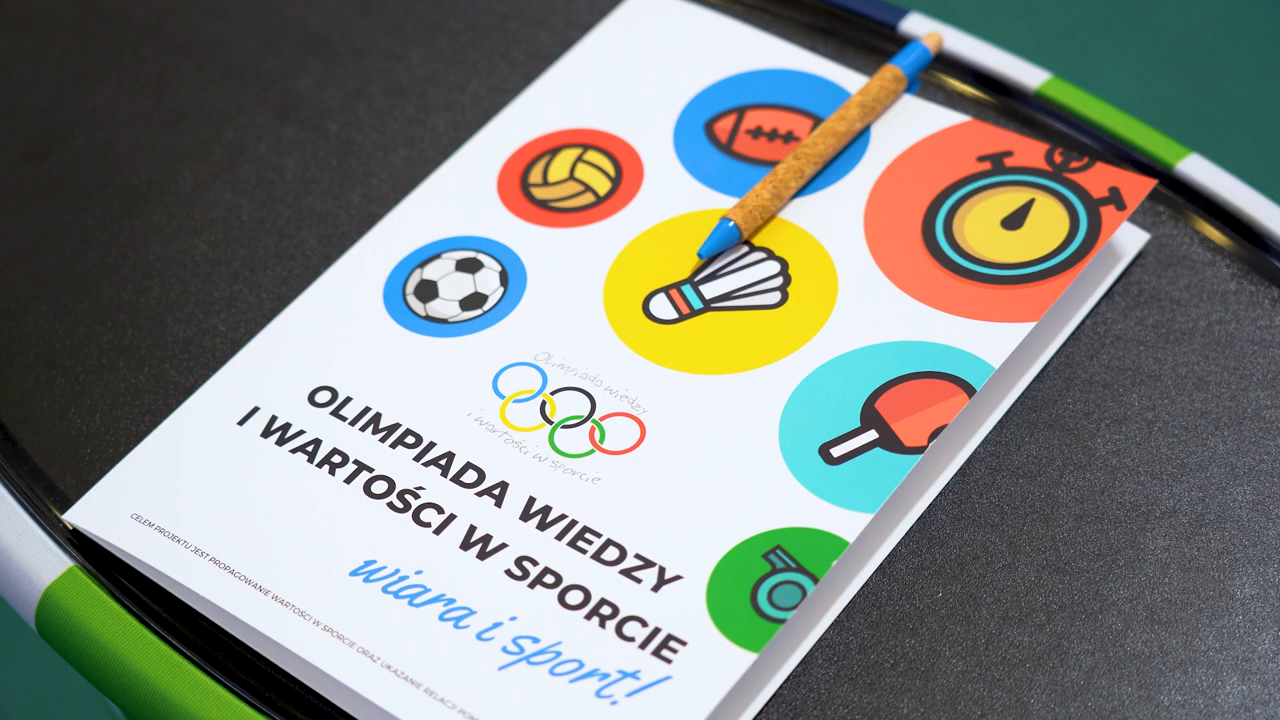 Olimpiada wiedzy
i wartości w sporcie
OLIMPIADA WIEDZY
I WARTOŚCI W SPORCIE
wiara i sport!
CELEM PROJEKTU JEST PROPAGOWANIE WARTOŚCI W SPORCIE ORAZ UKAZANIE RELACJI